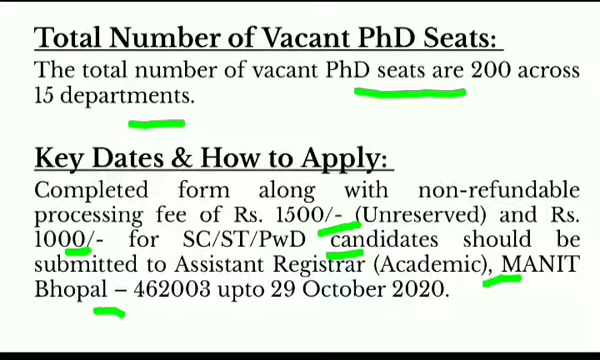 Total Number of Vacant PhD Seats:
The total number of vacant PhD seats are 200 across
15 departments.
Key Dates & How to Apply:
Completed form along with non-refundable
processing fee of Rs. 1500/- (Unreserved) and Rs.
1000/- for SC/ST/PwD candidates should be
submitted to Assistant Registrar (Academic), MANIT
Bhopal – 462003 upto 29 October 2020.